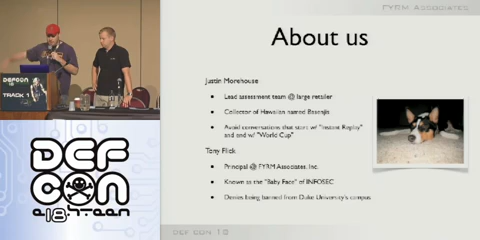 FYRM ASSOCIATES
About us
Justin Morehouse
• Lead assessment team @ large retailer
• Collector of Hawaiian named Basenjis
• Avoid conversations that start w/ "Instant Replay"
and end w/ "World Cup"
Tony Flick
• Principal @ FYRM Associates, Inc.
• Known as the "Baby Face" of INFOSEC
• Denies being banned from Duke University's campus
DEF CON 18
DEFCON
18
TRACK 1
DEF
CON
e18hteen